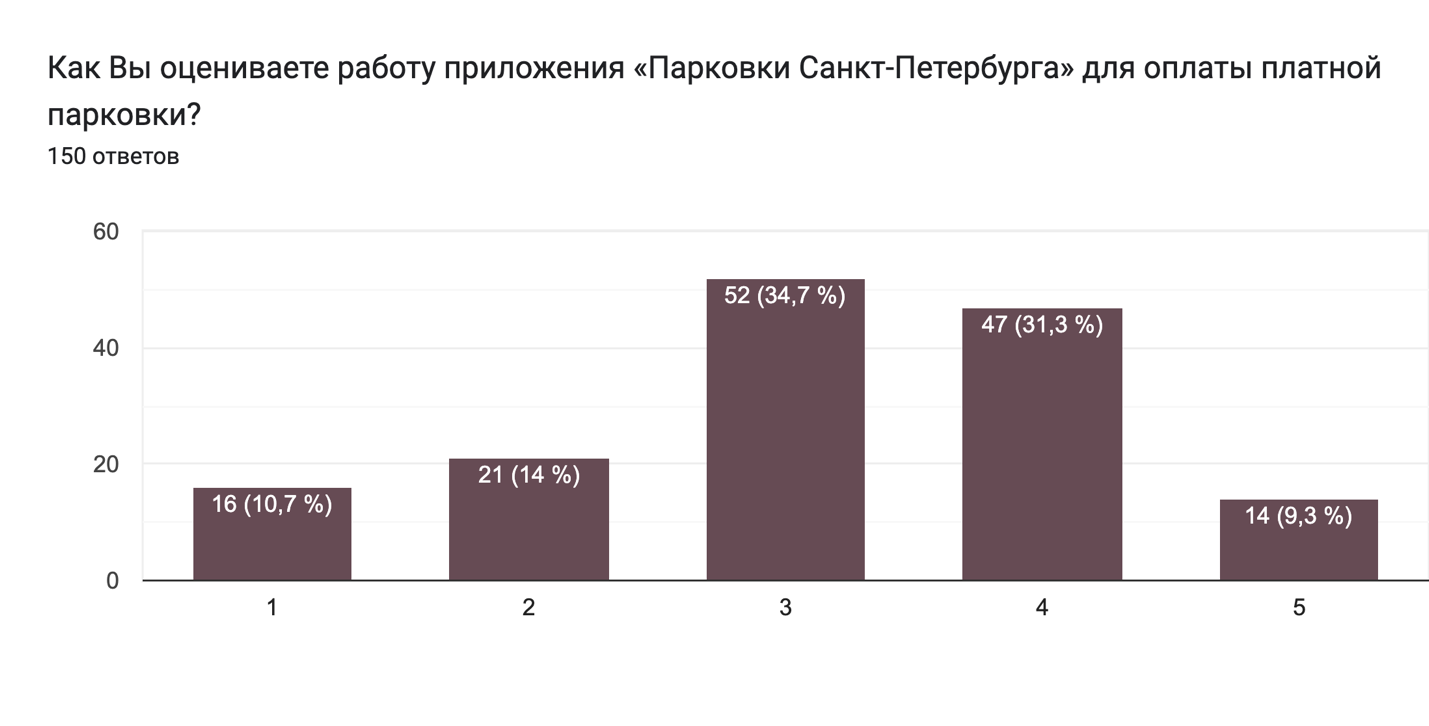 Как Вы оцениваете работу приложения «Парковки Санкт-Петербурга» для оплаты платной
парковки?
150 ответов
60
40
20
0
16 (10,7 %)
21 (14 %)
52 (34,7 %)
47 (31,3 %)
14 (9,3 %)
1
2
3
4
5